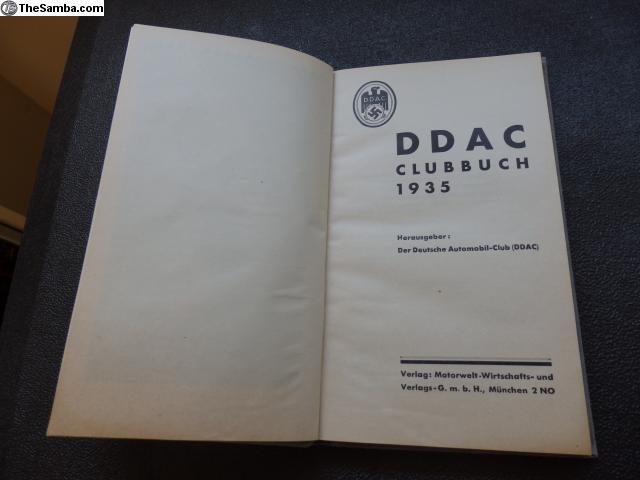 TheSamba.com
DDAC
DDAC
CLUBBUCH
1935
Herausgeber:
Der Deutsche Automobil-Club (DDAC)
Verlag: Motorwelt-Wirtschafts- und
Verlags-G. m. b. H., München 2 NO